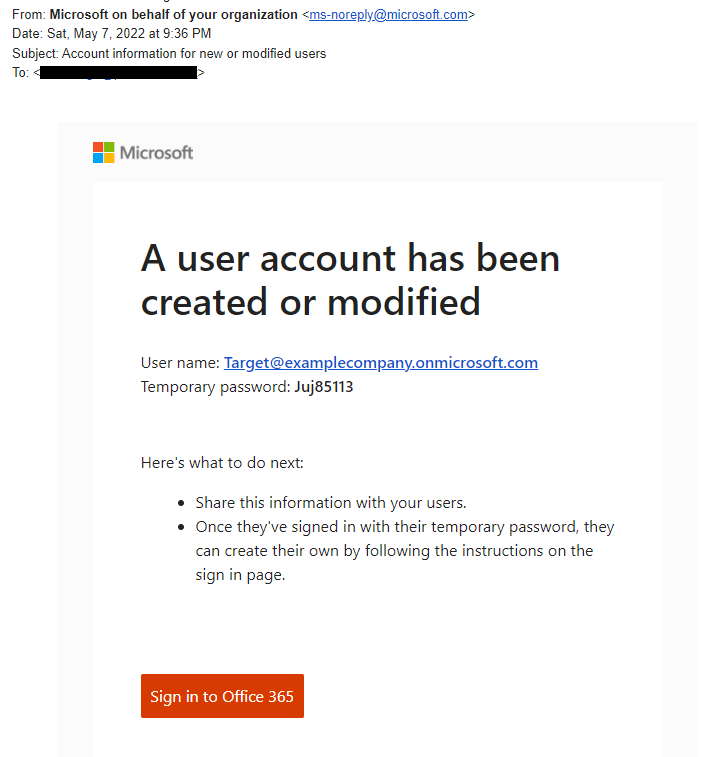 From: Microsoft on behalf of your organization <ms-noreply@microsoft.com>
Date: Sat, May 7, 2022 at 9:36 PM
Subject: Account information for new or modified users
To: < >
Microsoft
A user account has been
created or modified
User name: Target@examplecompany.onmicrosoft.com
Temporary password: Juj85113
Here's what to do next:
• Share this information with your users.
• Once they've signed in with their temporary password, they
can create their own by following the instructions on the
sign in page.
Sign in to Office 365